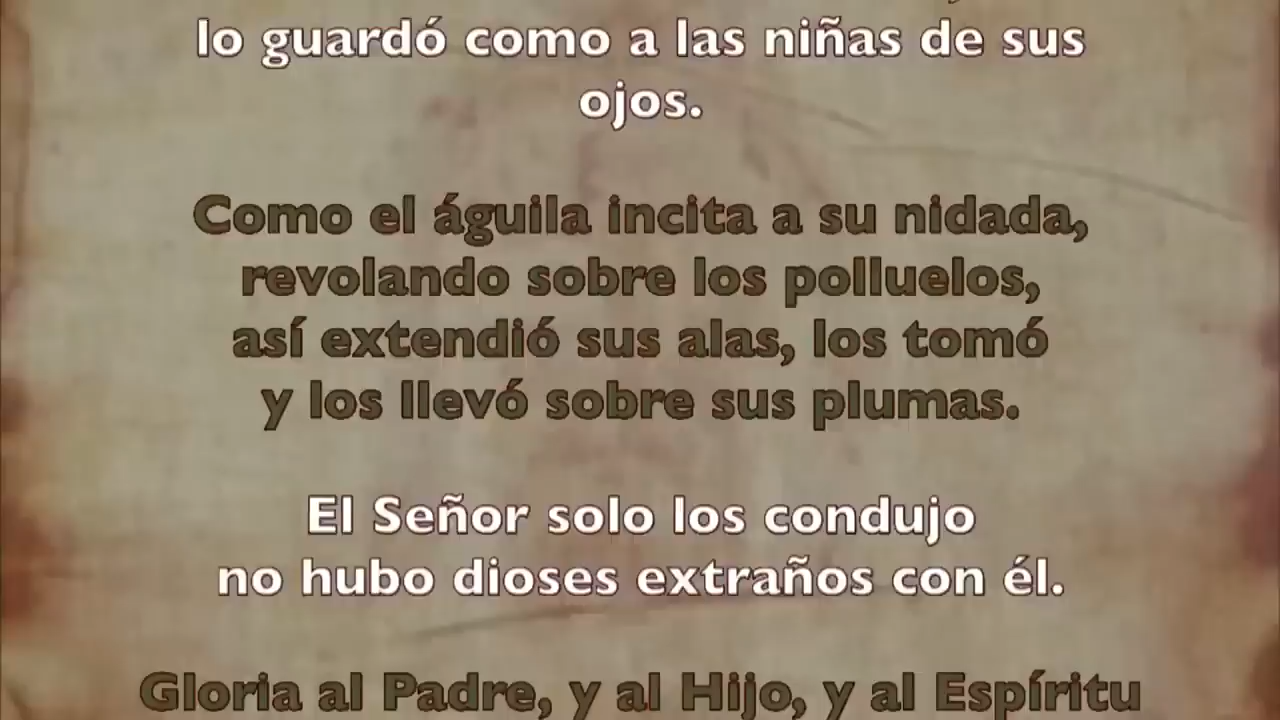 lo guardó como a las niñas de sus
ojos.
Como el águila incita a su nidada,
revolando sobre los polluelos,
así extendió sus alas, los tomó
y los llevó sobre sus plumas.
El Señor solo los condujo
no hubo dioses extraños con él.
Gloria al Padre, y al Hijo, y al Espíritu